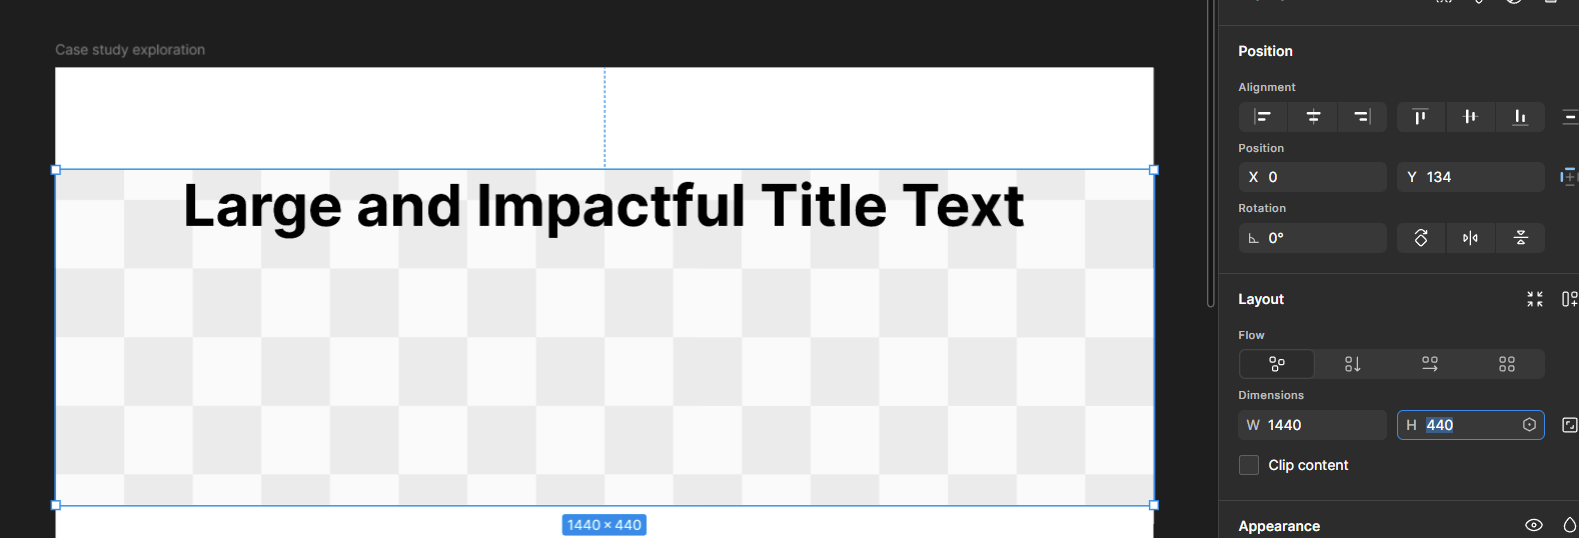 Case study exploration
Large and Impactful Title Text
1440 × 440
Position
Alignment
Position
X 0
Y 134
Rotation
0°
Layout
Flow
Dimensions
W 1440
H 440
Clip content
Appearance